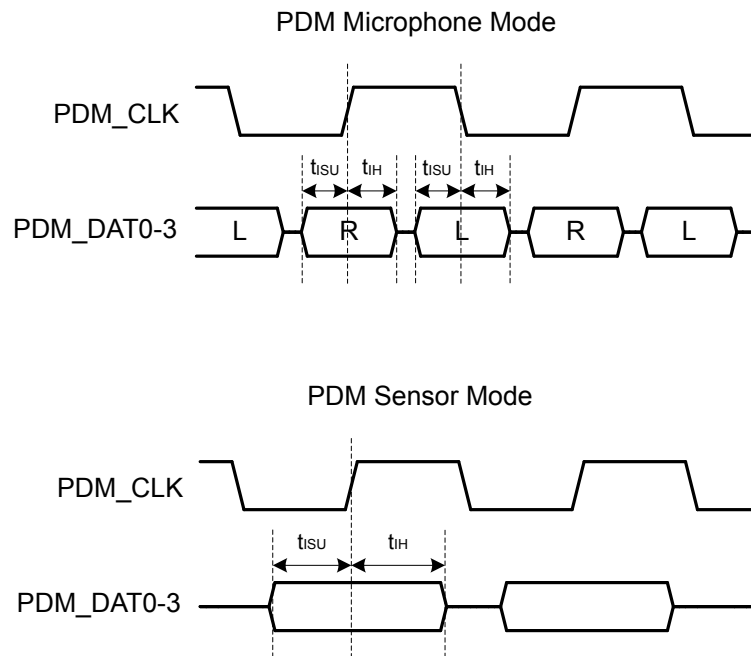 PDM Microphone Mode
PDM_CLK
tISU tIH tISU tIH
PDM_DAT0-3 L R L R L
PDM Sensor Mode
PDM_CLK
tISU tIH
PDM_DAT0-3